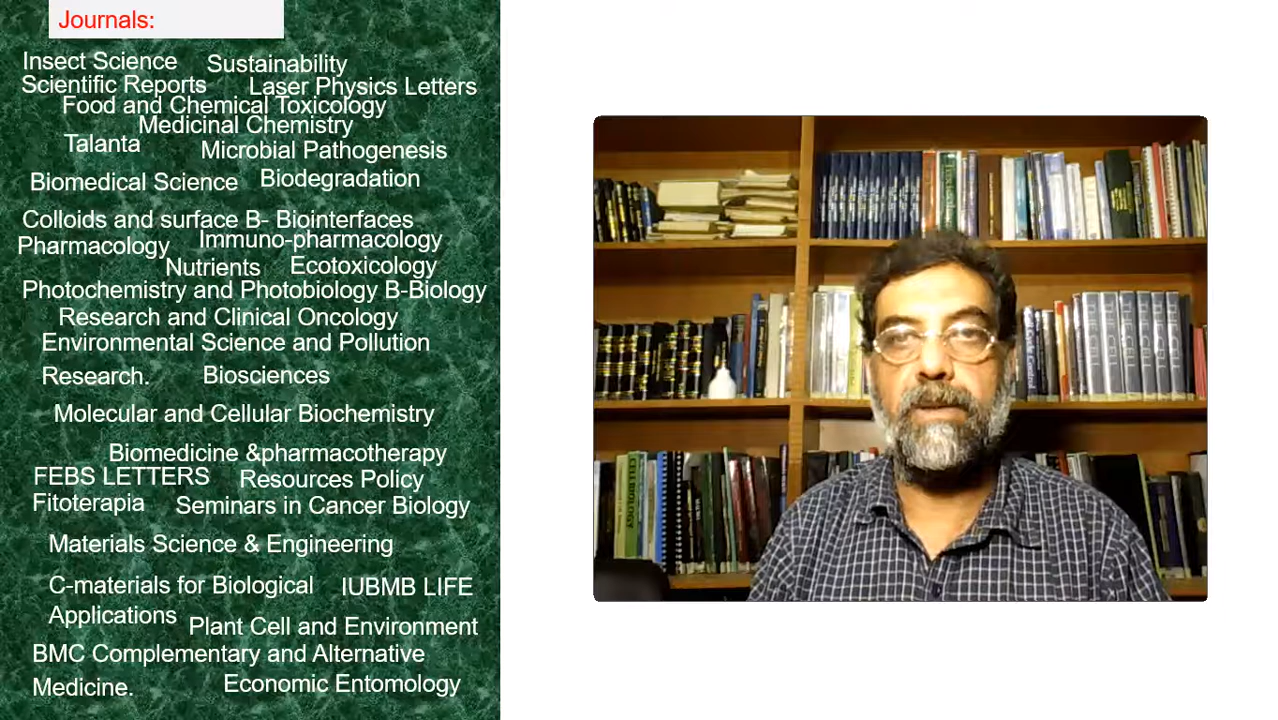 Journals:
Insect Science Sustainability
Scientific Reports Laser Physics Letters
Food and Chemical Toxicology
Medicinal Chemistry
Talanta Microbial Pathogenesis
Biomedical Science Biodegradation
Colloids and surface B- Biointerfaces
Pharmacology Immuno-pharmacology
Nutrients Ecotoxicology
Photochemistry and Photobiology B-Biology
Research and Clinical Oncology
Environmental Science and Pollution
Research. Biosciences
Molecular and Cellular Biochemistry
Biomedicine &pharmacotherapy
FEBS LETTERS Resources Policy
Fitoterapia Seminars in Cancer Biology
Materials Science & Engineering
C-materials for Biological IUBMB LIFE
Applications
Plant Cell and Environment
BMC Complementary and Alternative
Medicine. Economic Entomology
THE CELL
CELL BIOLOGY